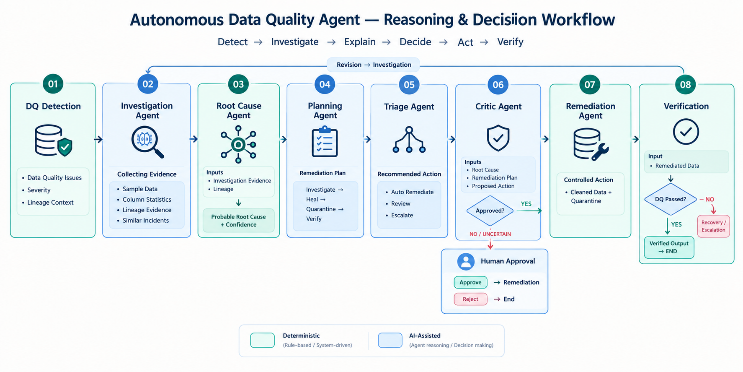 Autonomous Data Quality Agent — Reasoning & Decision Workflow
Detect → Investigate → Explain → Decide → Act → Verify
Revision → Investigation
01
DQ Detection
• Data Quality Issues
• Severity
• Lineage Context
02
Investigation
Agent
Collecting Evidence
• Sample Data
• Column Statistics
• Lineage Evidence
• Similar Incidents
03
Root Cause
Agent
Inputs
• Investigation Evidence
• Lineage
Probable Root Cause
+ Confidence
04
Planning
Agent
Remediation Plan
Investigate →
Heal →
Quarantine →
Verify
05
Triage Agent
Recommended Action
• Auto Remediate
• Review
• Escalate
06
Critic Agent
Inputs
• Root Cause
• Remediation Plan
• Proposed Action
Approved?
YES
NO / UNCERTAIN
Human Approval
Approve → Remediation
Reject → End
07
Remediation
Agent
Controlled Action
• Cleaned Data +
Quarantine
08
Verification
Input
• Remediated Data
DQ Passed?
NO
YES
Recovery /
Escalation
Verified Output
→ END
Deterministic
(Rule-based / System-driven)
AI-Assisted
(Agent reasoning / Decision making)